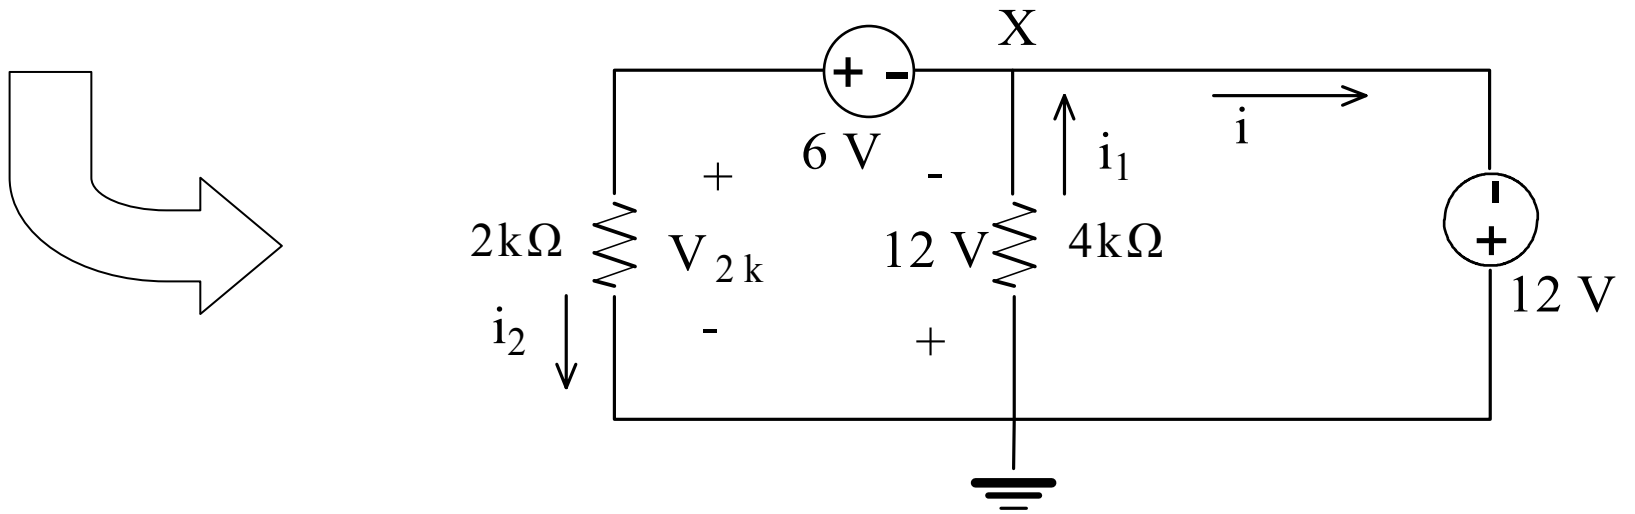 X
+ -
6 V
i
i₁
+
-
-
+
2kΩ
V₂ₖ
12 V
4kΩ
i₂
-
+
12 V